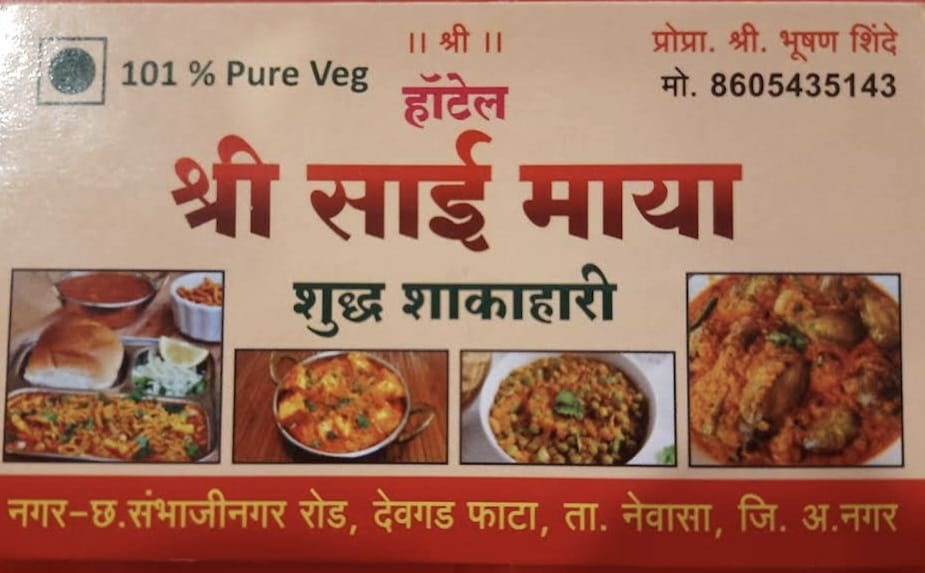 101 % Pure Veg
।। श्री ।।
प्रोप्रा. श्री. भूषण शिंदे
मो. 8605435143
हॉटेल
श्री साई माया
शुद्ध शाकाहारी
नगर-छ.संभाजीनगर रोड, देवगड फाटा, ता. नेवासा, जि. अ.नगर